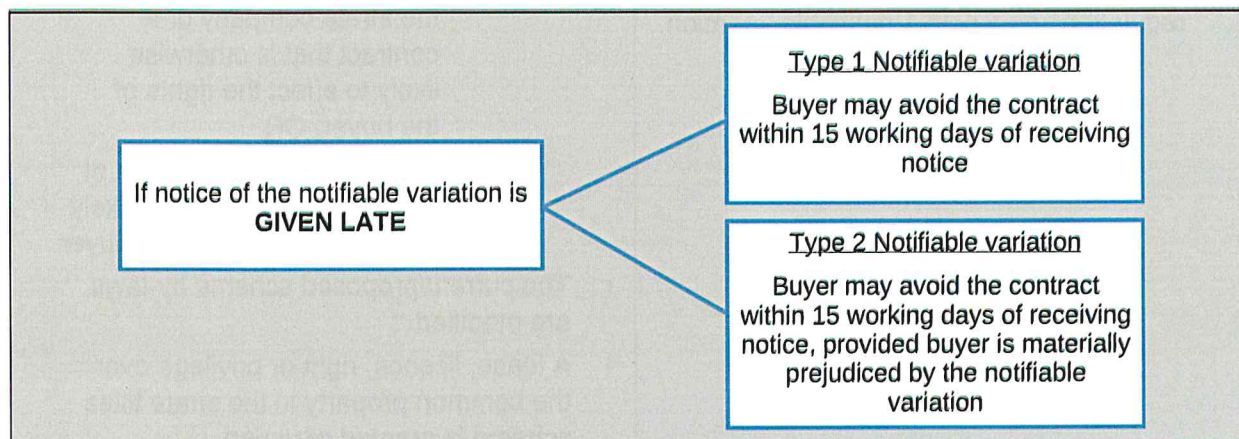 If notice of the notifiable variation is
GIVEN LATE
Type 1 Notifiable variation
Buyer may avoid the contract
within 15 working days of receiving
notice
Type 2 Notifiable variation
Buyer may avoid the contract
within 15 working days of receiving
notice, provided buyer is materially
prejudiced by the notifiable
variation